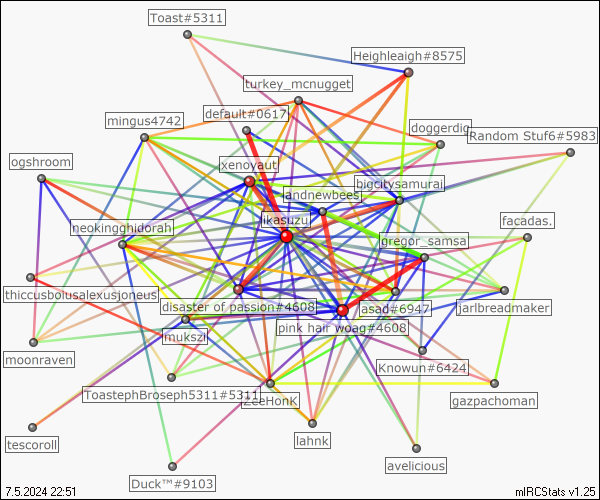 Toast#5311
Heighleaigh#8575
turkey_mcnugget
default#0617
mingus4742
doggerdig
Random Stuf6#5983
ogshroom
xenoyaut
bigcitysamurai
landnewbees
ikasuzu
facadas.
neokingghidorah
gregor_samsa
thiccusboiusalexusjoneus
disaster of passion#4608
asad#6947
jarlbreadmaker
pink hair woag#4608
mukszi
moonraven
Knowun#6424
ToastephBroseph5311#5311
ZeeHonK
gazpachoman
tescoroll
lahnk
avelicious
Duck™#9103
7.5.2024 22:51
mIRCStats v1.25